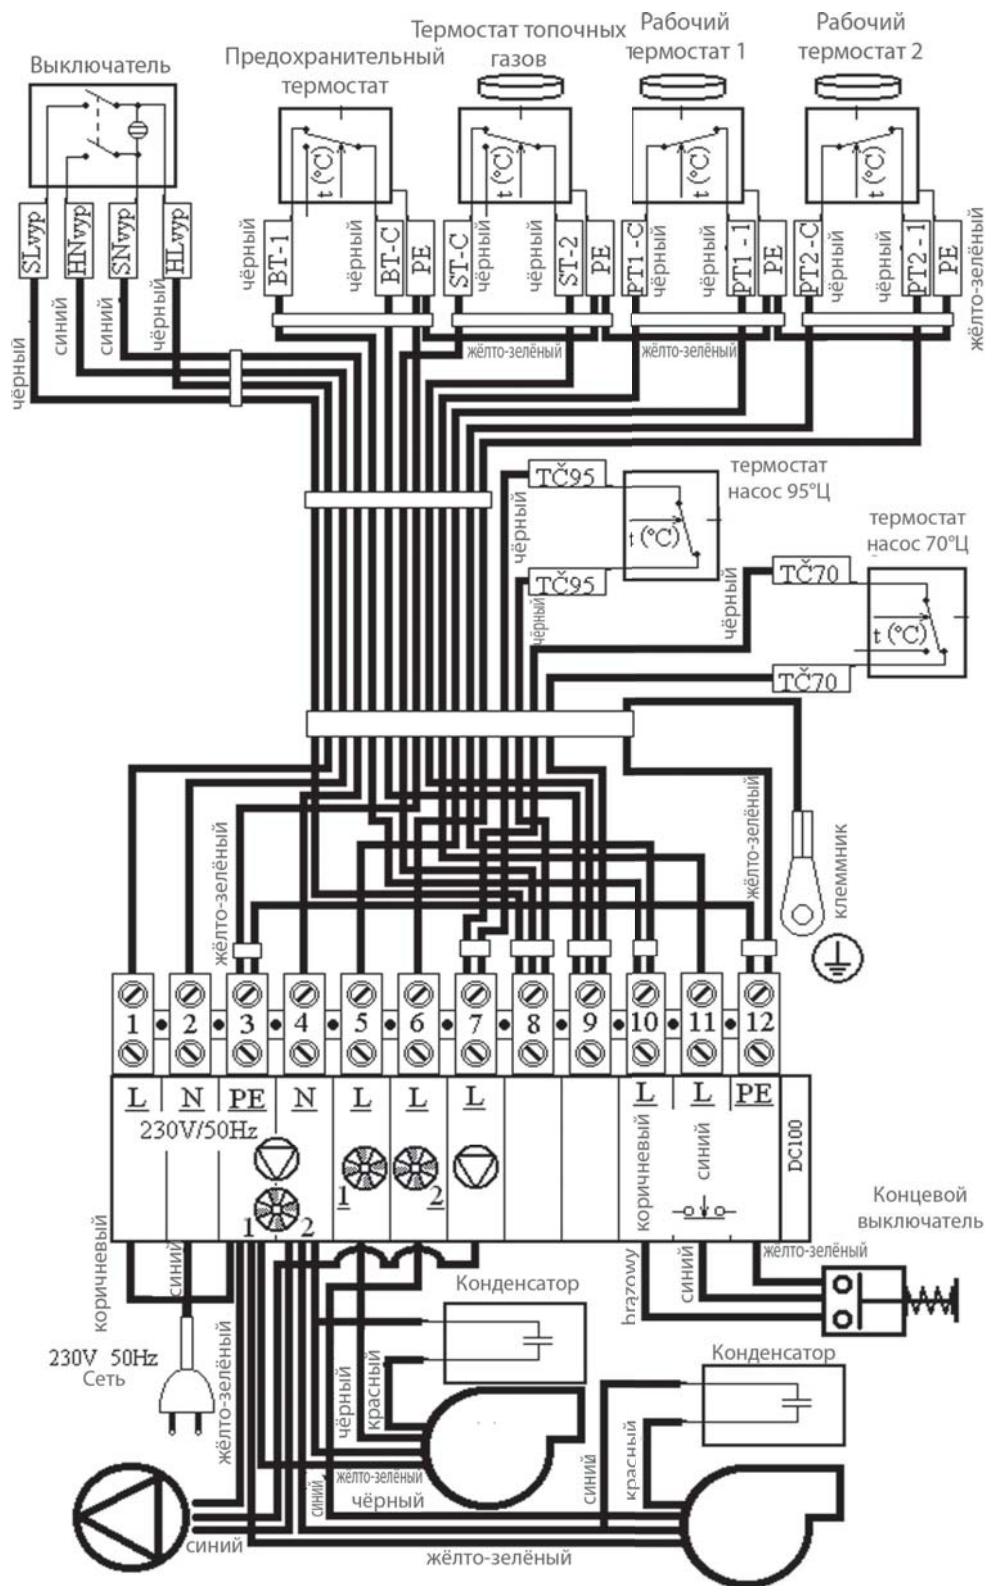 Выключатель
Предохранительный
термостат
Термостат топочных
газов
Рабочий
термостат 1
Рабочий
термостат 2
t (°C)
t (°C)
t (°C)
t (°C)
SLvyp
HNvyp
SNvyp
HLvyp
чёрный
BT-1
чёрный
BT-C
PE
ST-C
чёрный
чёрный
ST-2
PE
PT1-C
чёрный
чёрный
PT1-1
PE
PT2-C
чёрный
чёрный
PT2-1
PE
жёлто-зелёный
чёрный
синий
синий
чёрный
жёлто-зелёный
жёлто-зелёный
термостат
насос 95°Ц
TČ95
t (°C)
TČ95
чёрный
чёрный
термостат
насос 70°Ц
TČ70
t (°C)
TČ70
чёрный
жёлто-зелёный
жёлто-зелёный
клеммник
1
2
3
4
5
6
7
8
9
10
11
12
L
N
PE
N
L
L
L
L
L
PE
230V/50Hz
1
2
1
2
коричневый
синий
DC100
Концевой
выключатель
жёлто-зелёный
коричневый
синий
brązowy
синий
230V 50Hz
Сеть
жёлто-зелёный
Конденсатор
чёрный
красный
Конденсатор
жёлто-зелёный
чёрный
синий
синий
красный
синий
жёлто-зелёный